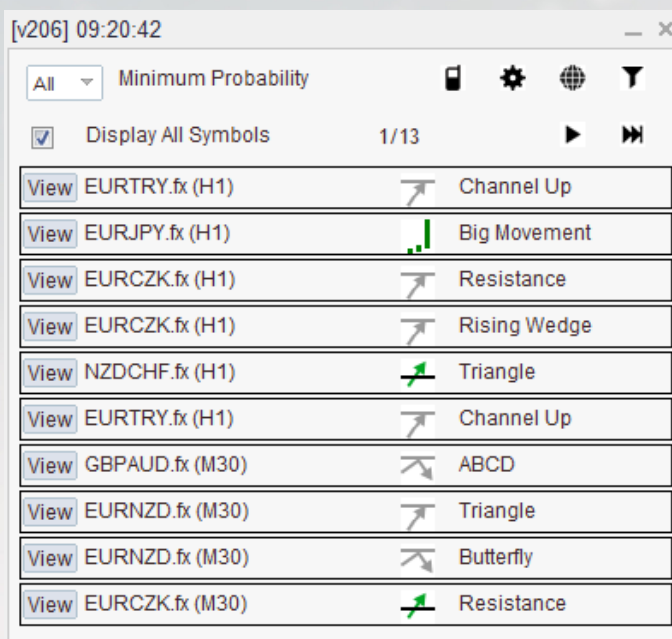 [v206] 09:20:42
All Minimum Probability
Display All Symbols 1/13
View EURTRY.fx (H1) Channel Up
View EURJPY.fx (H1) Big Movement
View EURCZK.fx (H1) Resistance
View EURCZK.fx (H1) Rising Wedge
View NZDCHF.fx (H1) Triangle
View EURTRY.fx (H1) Channel Up
View GBPAUD.fx (M30) ABCD
View EURNZD.fx (M30) Triangle
View EURNZD.fx (M30) Butterfly
View EURCZK.fx (M30) Resistance